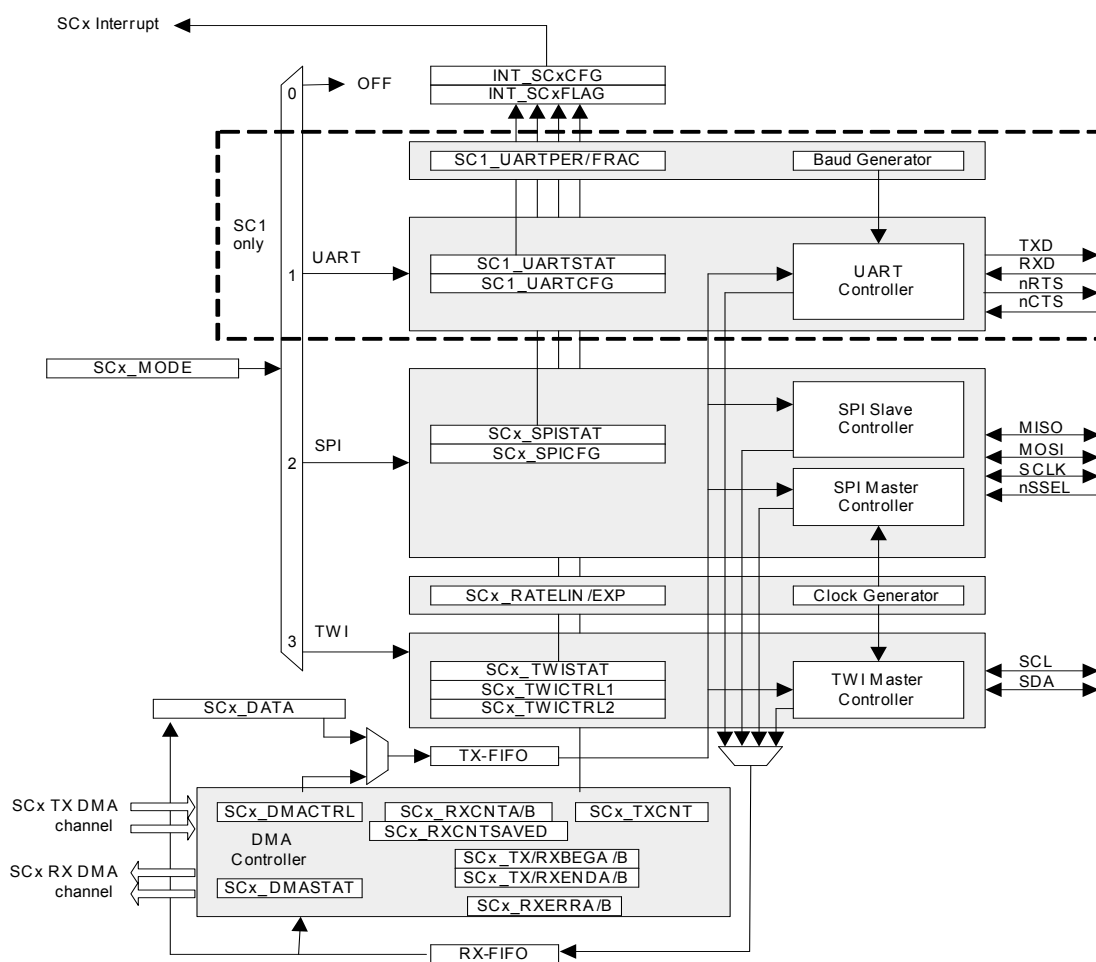 SCx Interrupt
INT_SCxCFG
INT_SCxFLAG
0
OFF
SC1_UARTPER/FRAC
Baud Generator
SC1
only
UART
1
SC1_UARTSTAT
SC1_UARTCFG
UART
Controller
TXD
RXD
nRTS
nCTS
SCx_MODE
SPI
2
SCx_SPISTAT
SCx_SPICFG
SPI Slave
Controller
SPI Master
Controller
MISO
MOSI
SCLK
nSSEL
SCx_RATELIN/EXP
Clock Generator
TWI
3
SCx_TWISTAT
SCx_TWICTRL1
SCx_TWICTRL2
TWI Master
Controller
SCL
SDA
SCx_DATA
TX-FIFO
SCx TX DMA
channel
SCx RX DMA
channel
SCx_DMACTRL
SCx_RXCNTA/B
SCx_TXCNT
SCx_RXCNTSAVED
DMA
Controller
SCx_TX/RXBEGA/B
SCx_TX/RXENDA/B
SCx_DMASTAT
SCx_RXERRA/B
RX-FIFO